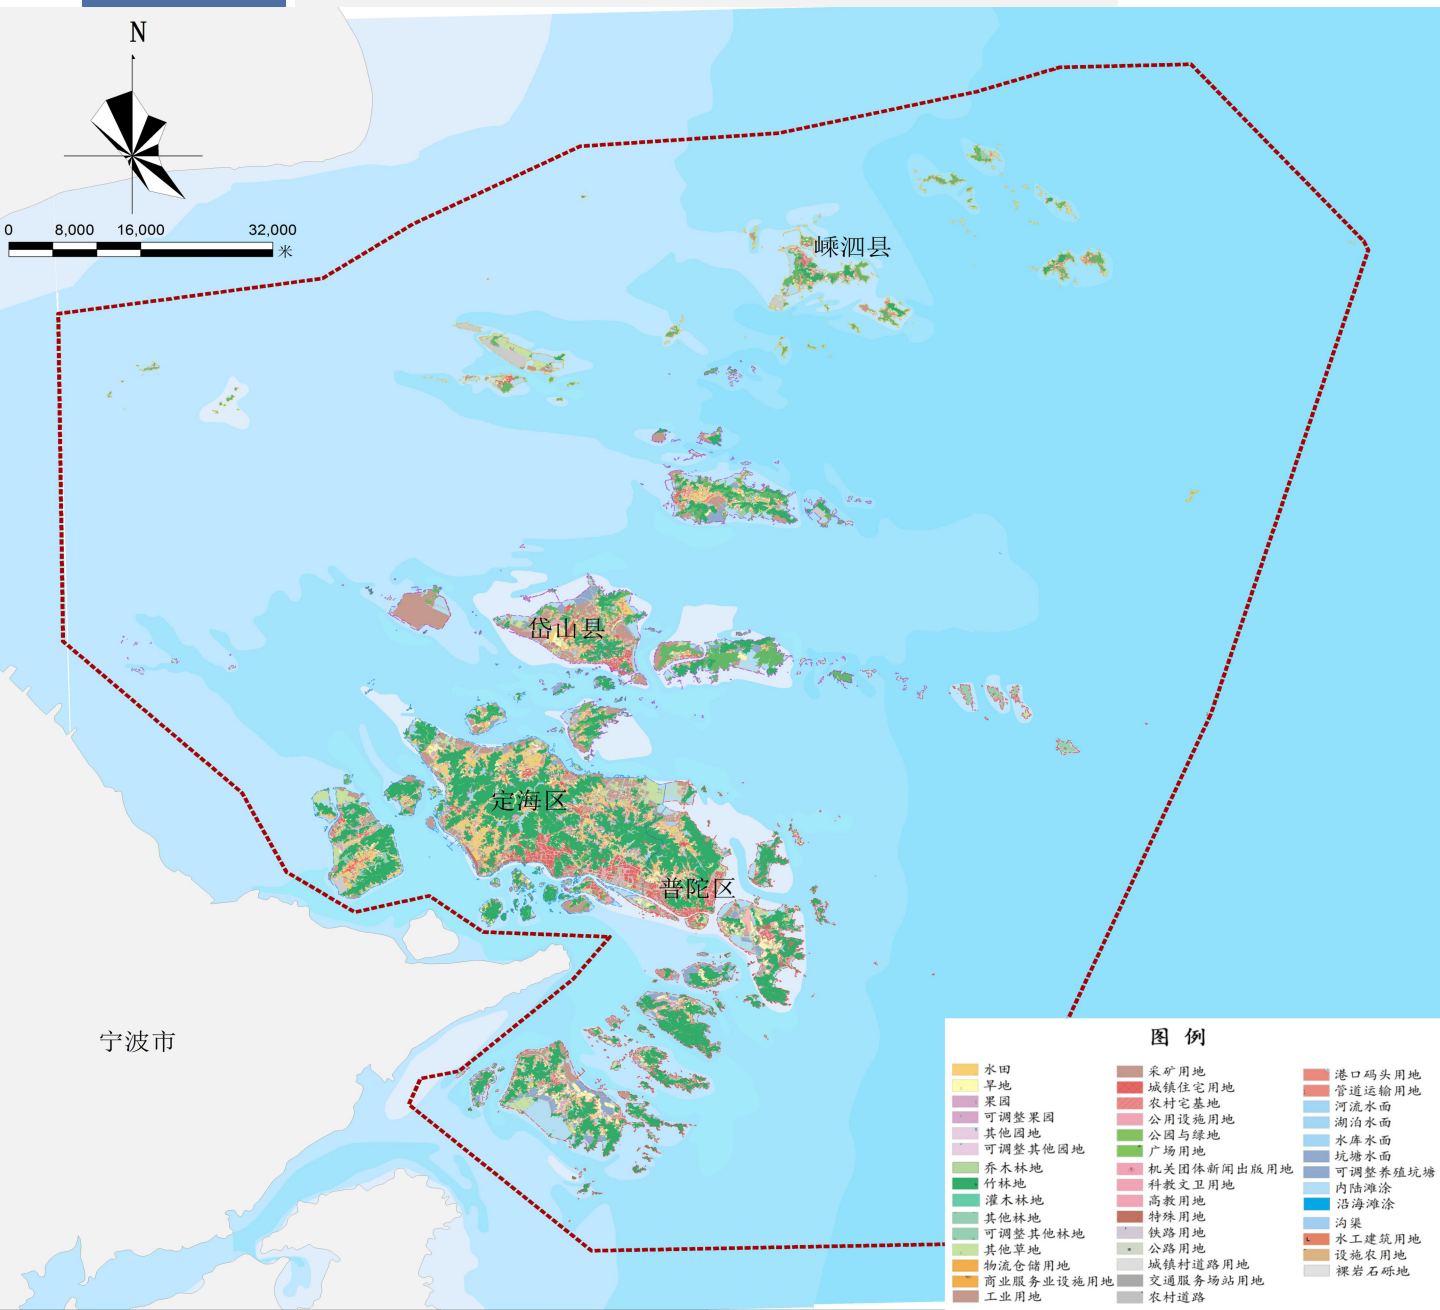 N
0 8,000 16,000 32,000
米
嵊泗县
岱山县
定海区
普陀区
宁波市
图 例
水田
旱地
果园
可调整果园
其他园地
可调整其他园地
乔木林地
竹林地
灌木林地
其他林地
可调整其他林地
其他草地
物流仓储用地
商业服务业设施用地
工业用地
采矿用地
城镇住宅用地
农村宅基地
公用设施用地
公园与绿地
广场用地
机关团体新闻出版用地
科教文卫用地
高教用地
特殊用地
铁路用地
公路用地
城镇村道路用地
交通服务场站用地
农村道路
港口码头用地
管道运输用地
河流水面
湖泊水面
水库水面
坑塘水面
可调整养殖坑塘
内陆滩涂
沿海滩涂
沟渠
水工建筑用地
设施农用地
裸岩石砾地